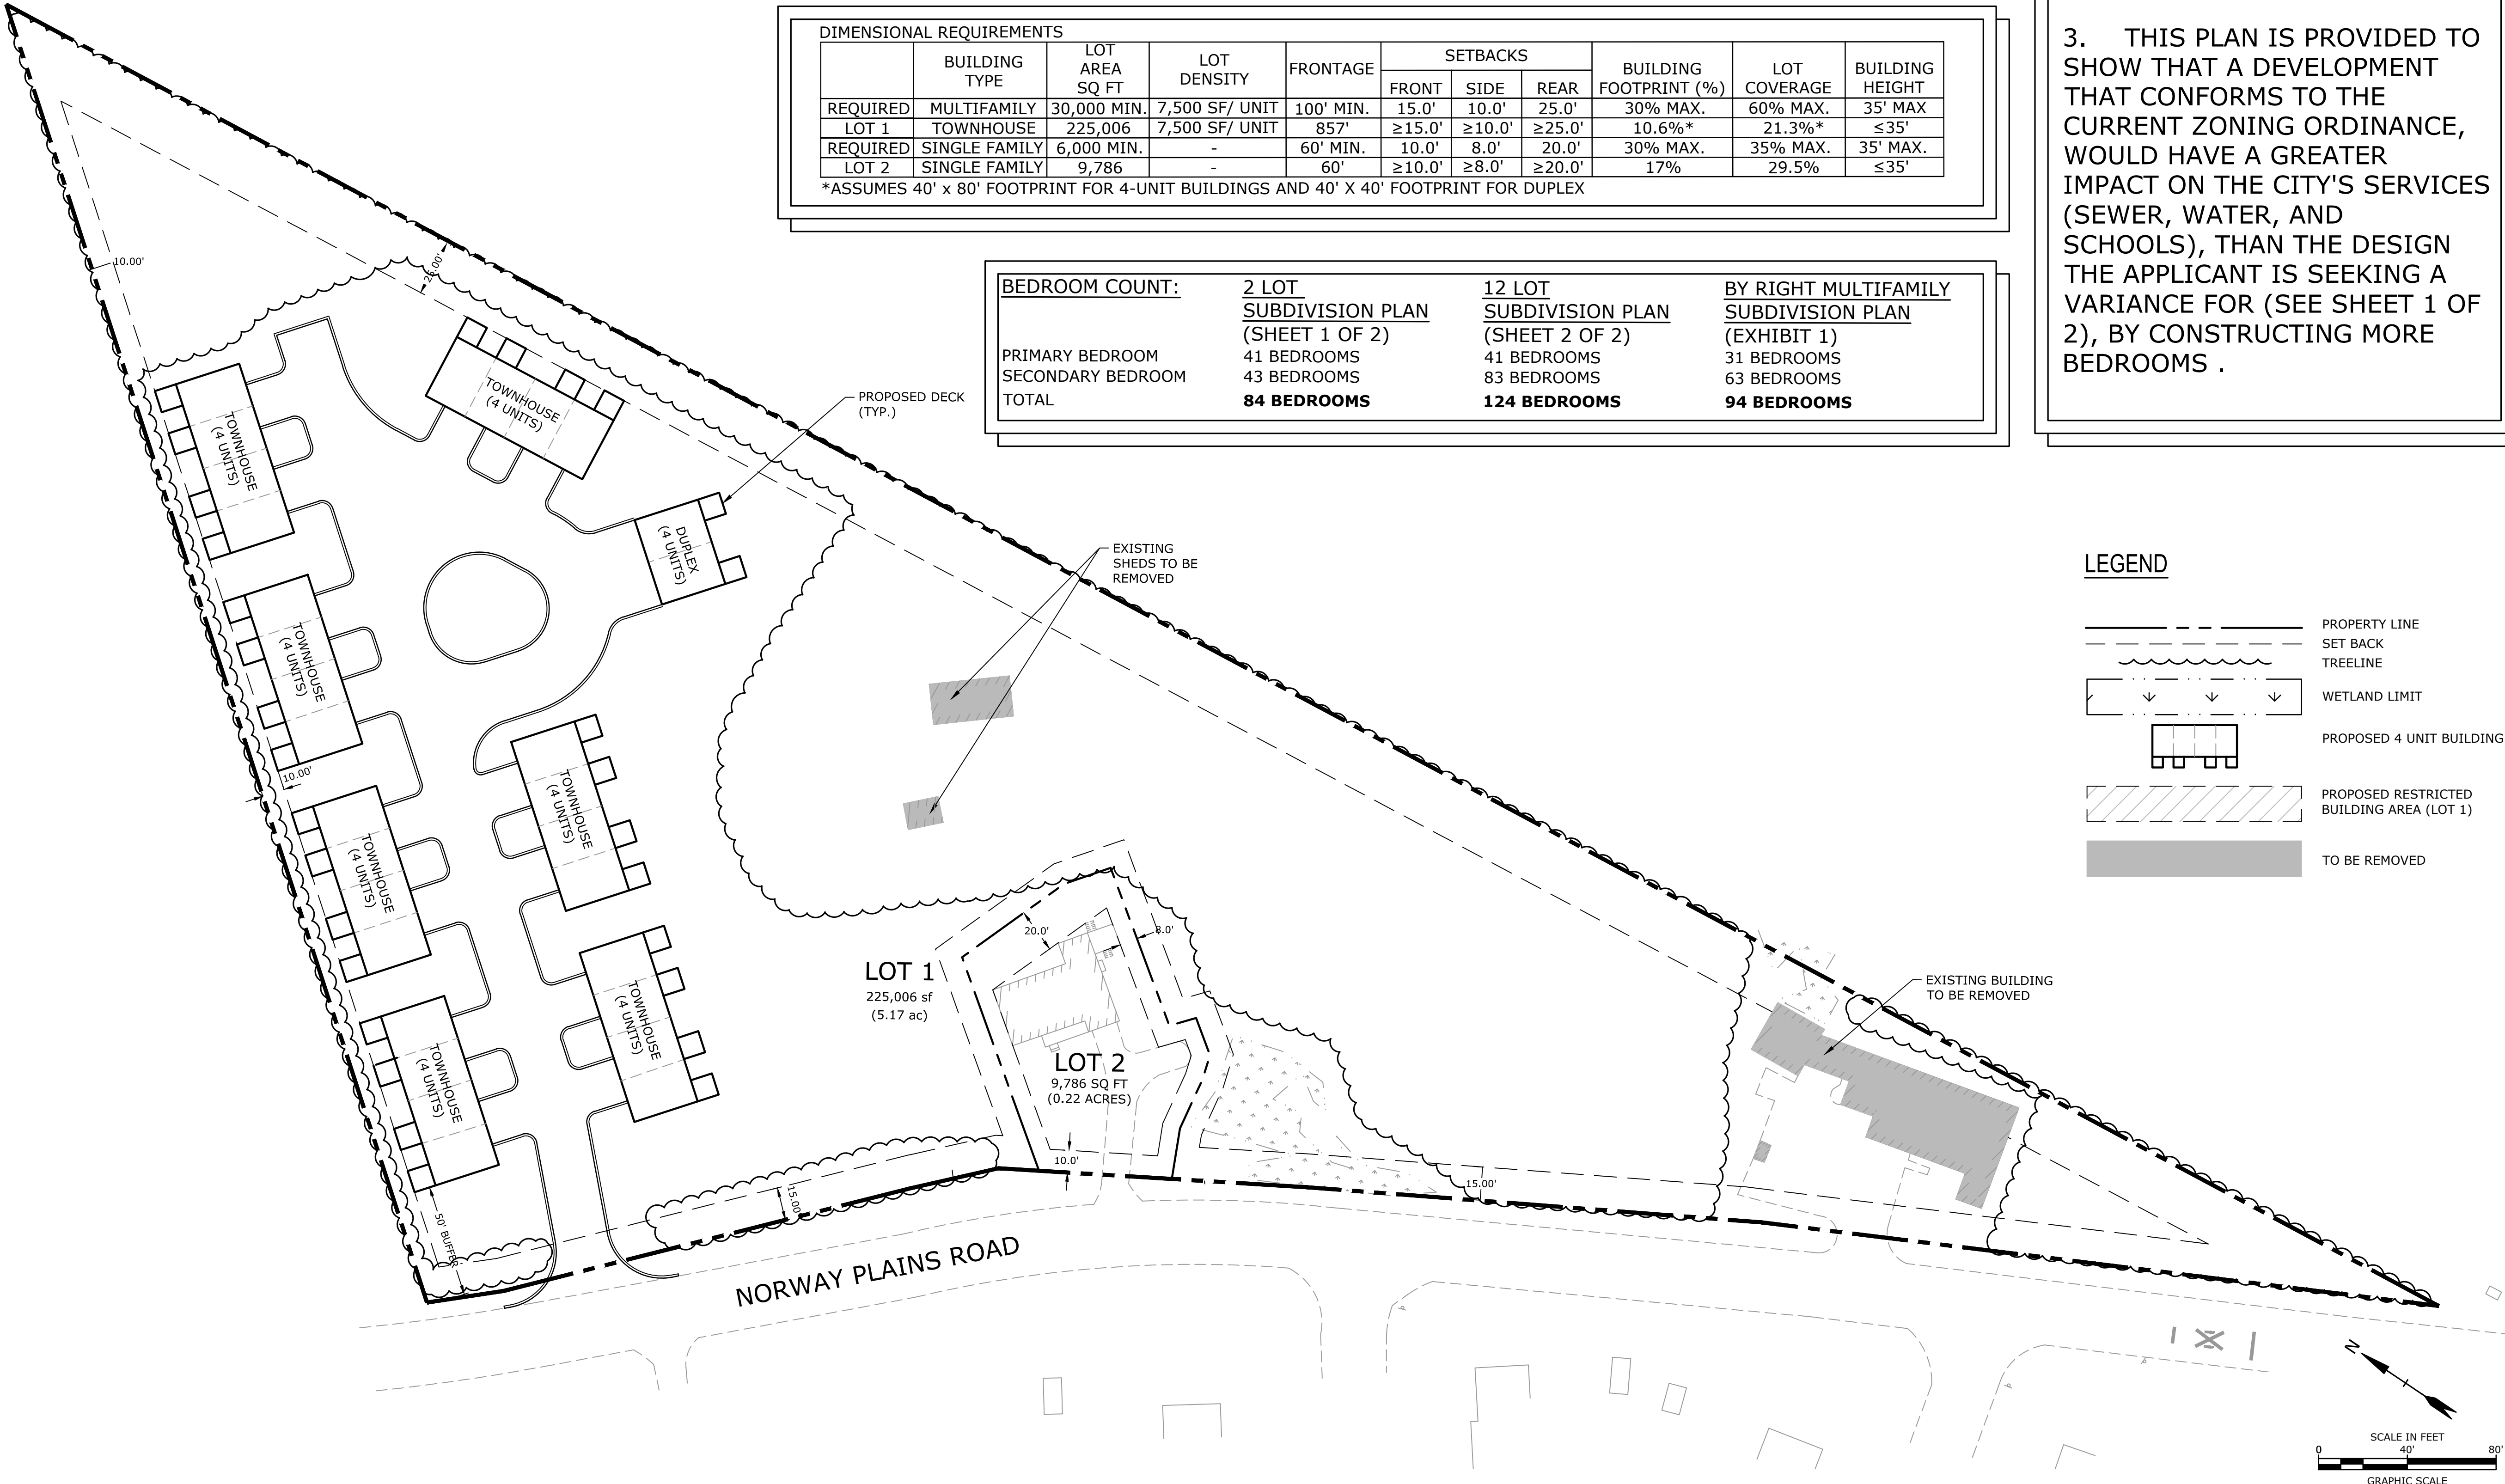 DIMENSIONAL REQUIREMENTS
BUILDING TYPE LOT AREA SQ FT LOT DENSITY FRONTAGE SETBACKS FRONT SIDE REAR BUILDING FOOTPRINT (%) LOT COVERAGE BUILDING HEIGHT
REQUIRED MULTIFAMILY 30,000 MIN. 7,500 SF/ UNIT 100' MIN. 15.0' 10.0' 25.0' 30% MAX. 60% MAX. 35' MAX
LOT 1 TOWNHOUSE 225,006 7,500 SF/ UNIT 857' ≥15.0' ≥10.0' ≥25.0' 10.6%* 21.3%* ≤35'
REQUIRED SINGLE FAMILY 6,000 MIN. - 60' MIN. 10.0' 8.0' 20.0' 30% MAX. 35% MAX. 35' MAX.
LOT 2 SINGLE FAMILY 9,786 - 60' ≥10.0' ≥8.0' ≥20.0' 17% 29.5% ≤35'
*ASSUMES 40' x 80' FOOTPRINT FOR 4-UNIT BUILDINGS AND 40' X 40' FOOTPRINT FOR DUPLEX
BEDROOM COUNT: 2 LOT 12 LOT BY RIGHT MULTIFAMILY
SUBDIVISION PLAN SUBDIVISION PLAN SUBDIVISION PLAN
(SHEET 1 OF 2) (SHEET 2 OF 2) (EXHIBIT 1)
PRIMARY BEDROOM 41 BEDROOMS 41 BEDROOMS 31 BEDROOMS
SECONDARY BEDROOM 43 BEDROOMS 83 BEDROOMS 63 BEDROOMS
TOTAL 84 BEDROOMS 124 BEDROOMS 94 BEDROOMS
3. THIS PLAN IS PROVIDED TO
SHOW THAT A DEVELOPMENT
THAT CONFORMS TO THE
CURRENT ZONING ORDINANCE,
WOULD HAVE A GREATER
IMPACT ON THE CITY'S SERVICES
(SEWER, WATER, AND
SCHOOLS), THAN THE DESIGN
THE APPLICANT IS SEEKING A
VARIANCE FOR (SEE SHEET 1 OF
2), BY CONSTRUCTING MORE
BEDROOMS .
10.00'
25.00'
TOWNHOUSE
(4 UNITS)
TOWNHOUSE
(4 UNITS)
PROPOSED DECK
(TYP.)
DUPLEX
(4 UNITS)
EXISTING
SHEDS TO BE
REMOVED
TOWNHOUSE
(4 UNITS)
10.00'
TOWNHOUSE
(4 UNITS)
TOWNHOUSE
(4 UNITS)
TOWNHOUSE
(4 UNITS)
TOWNHOUSE
(4 UNITS)
LOT 1
225,006 sf
(5.17 ac)
20.0'
8.0'
LOT 2
9,786 SQ FT
(0.22 ACRES)
10.0'
15.00'
15.00'
50' BUFFER
EXISTING BUILDING
TO BE REMOVED
NORWAY PLAINS ROAD
LEGEND
PROPERTY LINE
SET BACK
TREELINE
WETLAND LIMIT
PROPOSED 4 UNIT BUILDING
PROPOSED RESTRICTED
BUILDING AREA (LOT 1)
TO BE REMOVED
N
SCALE IN FEET
0 40' 80'
GRAPHIC SCALE